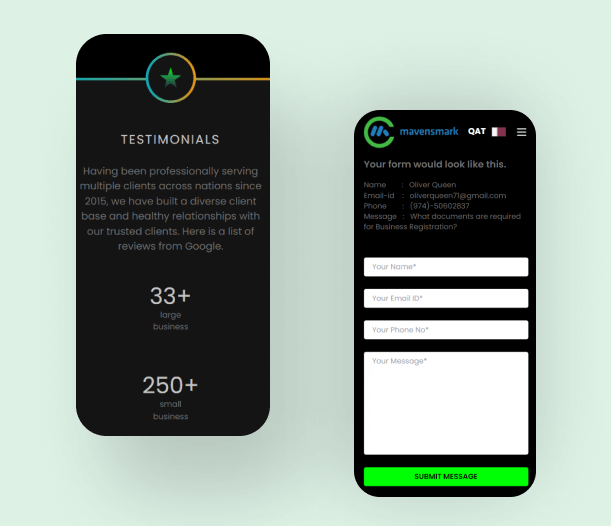 TESTIMONIALS
Having been professionally serving
multiple clients across nations since
2015, we have built a diverse client
base and healthy relationships with
our trusted clients. Here is a list of
reviews from Google.
33+
large
business
250+
small
business
mavensmark QAT
Your form would look like this.
Name : Oliver Queen
Email-id : oliverqueen71@gmail.com
Phone : (974)-50602837
Message : What documents are required
for Business Registration?
Your Name*
Your Email ID*
Your Phone No*
Your Message*
SUBMIT MESSAGE